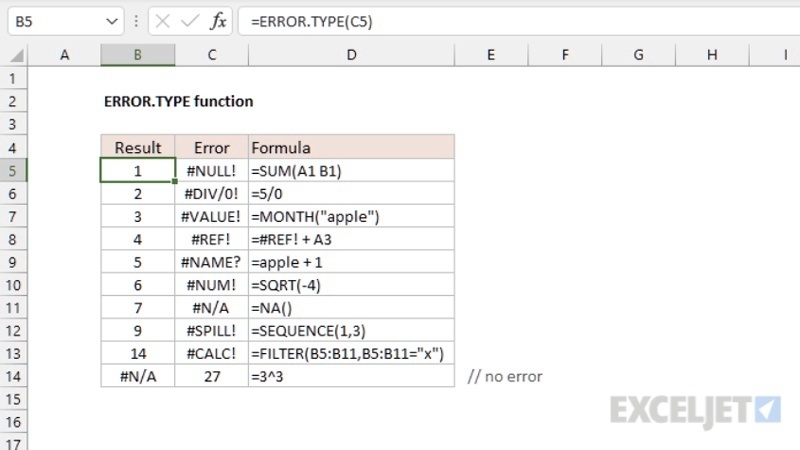 B5 fx =ERROR.TYPE(C5)
A B C D E F G H I
1
2 ERROR.TYPE function
3
4 Result Error Formula
5 1 #NULL! =SUM(A1 B1)
6 2 #DIV/0! =5/0
7 3 #VALUE! =MONTH("apple")
8 4 #REF! =#REF! + A3
9 5 #NAME? =apple + 1
10 6 #NUM! =SQRT(-4)
11 7 #N/A =NA()
12 9 #SPILL! =SEQUENCE(1,3)
13 14 #CALC! =FILTER(B5:B11,B5:B11="x")
14 #N/A 27 =3^3 // no error
15
16 EXCELJET
17